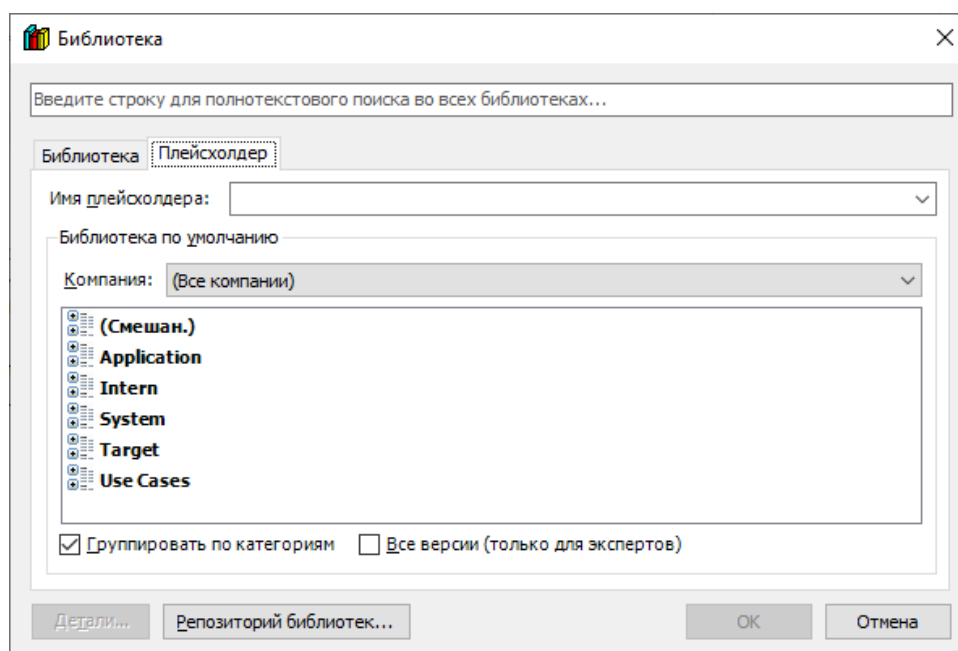 Библиотека
Введите строку для полнотекстового поиска во всех библиотеках...
Библиотека Плейсхолдер
Имя плейсхолдера:
Библиотека по умолчанию
Компания: (Все компании)
(Смешан.)
Application
Intern
System
Target
Use Cases
Группировать по категориям Все версии (только для экспертов)
Детали... Репозиторий библиотек... OK Отмена